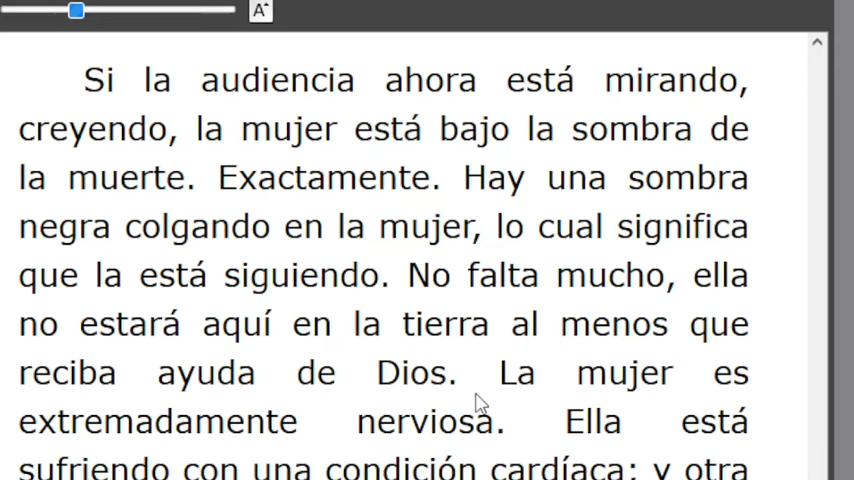 A
Si la audiencia ahora está mirando,
creyendo, la mujer está bajo la sombra de
la muerte. Exactamente. Hay una sombra
negra colgando en la mujer, lo cual significa
que la está siguiendo. No falta mucho, ella
no estará aquí en la tierra al menos que
reciba ayuda de Dios. La mujer es
extremadamente nerviosa. Ella está
sufriendo con una condición cardíaca; y otra